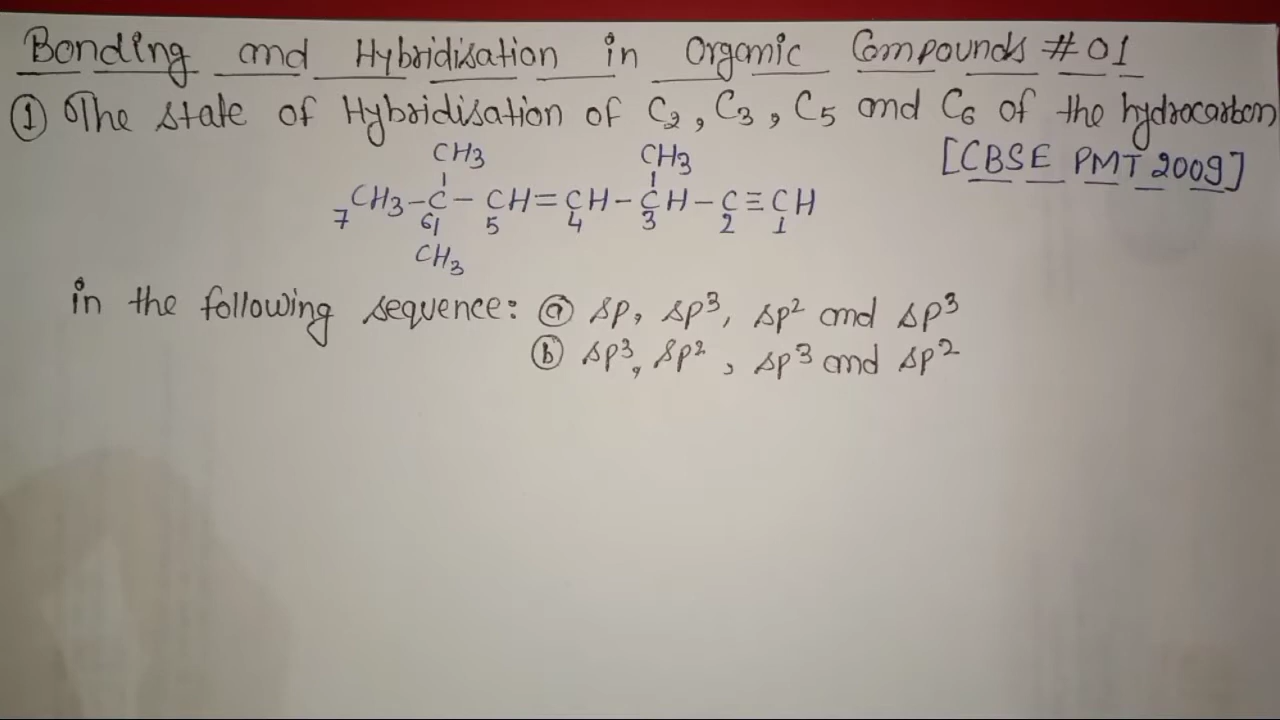 Bonding and Hybridisation in Organic Compounds #01
① The state of Hybridisation of C2, C3, C5 and C6 of the hydrocarbon
[CBSE PMT 2009]
CH3 CH3
CH3-C-CH=CH-CH-C≡CH
7 6 5 4 3 2 1
CH3
in the following sequence: ⓐ sp, sp³, sp² and sp³
ⓑ sp³, sp², sp³ and sp²